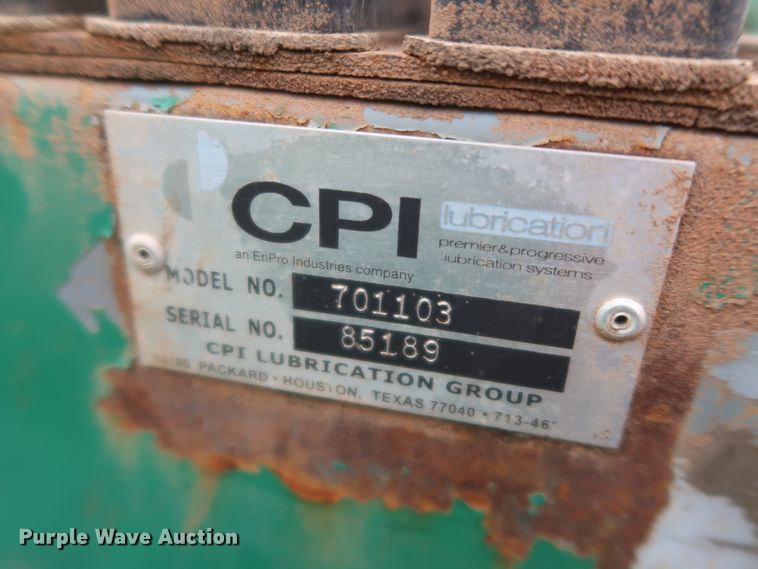 CPI lubrication
premier&progressive
lubrication systems
an EnPro Industries company
MODEL NO. 701103
SERIAL NO. 85189
CPI LUBRICATION GROUP
PACKARD • HOUSTON, TEXAS 77040 • 713-46
Purple Wave Auction